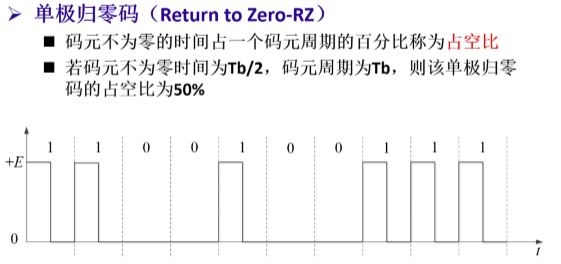 单极归零码（Return to Zero-RZ）
码元不为零的时间占一个码元周期的百分比称为占空比
若码元不为零时间为Tb/2，码元周期为Tb，则该单极归零
码的占空比为50%
1 1 0 0 1 0 0 1 1 1
+E
0
t